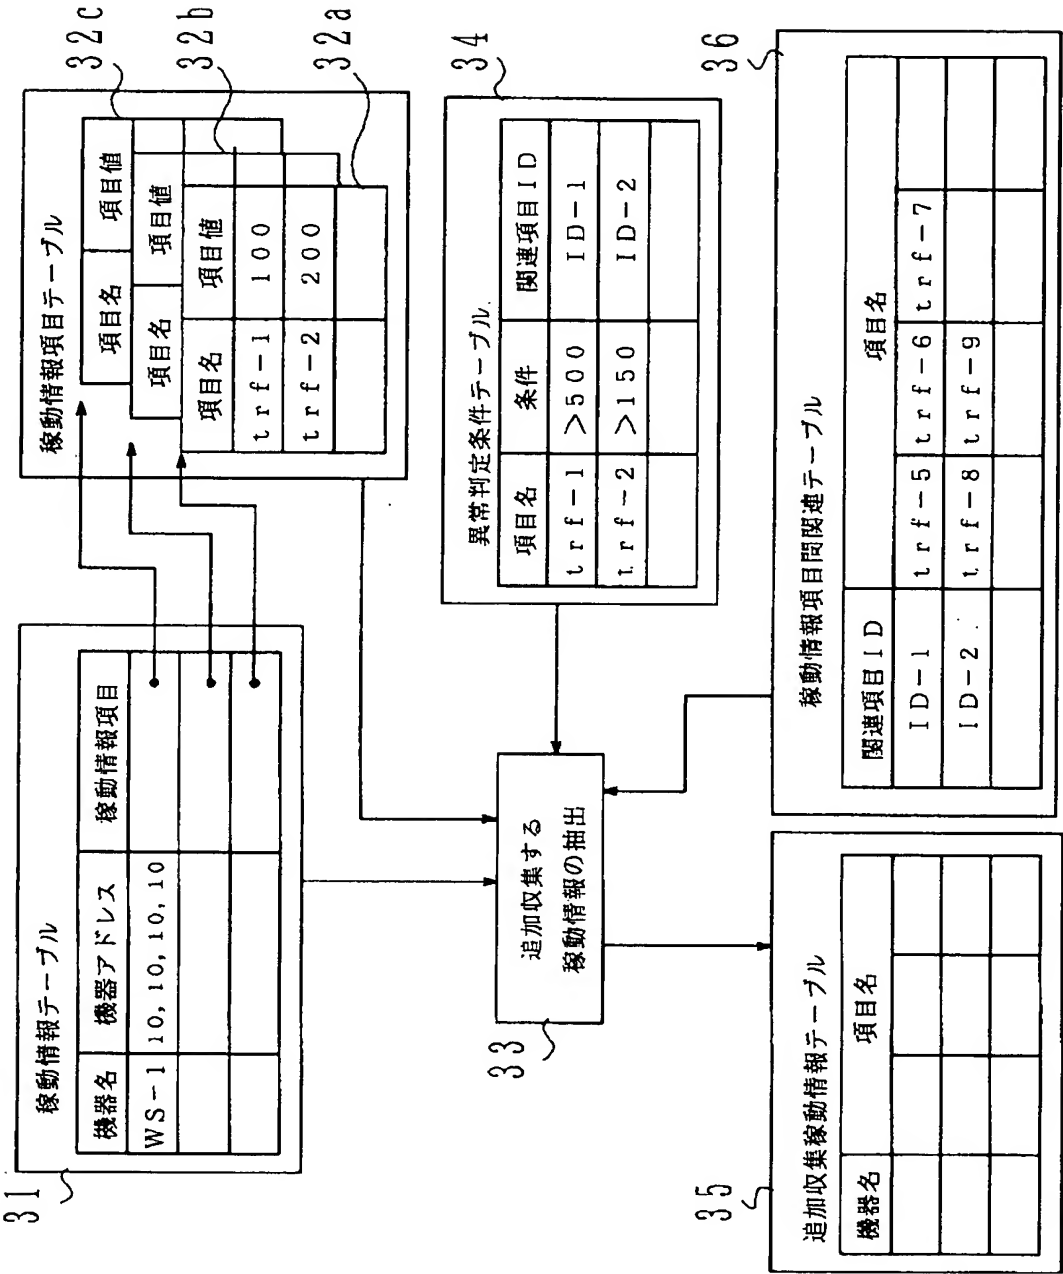 31
稼動情報テーブル
機器名 機器アドレス 稼動情報項目
WS-1 10,10,10,10
稼動情報項目テーブル
項目名 項目値
項目名 項目値
項目名 項目値
trf-1 100
trf-2 200
32c
32b
32a
33
追加収集する
稼動情報の抽出
異常判定条件テーブル
項目名 条件 関連項目ID
trf-1 >500 ID-1
trf-2 >150 ID-2
34
35
追加収集稼動情報テーブル
機器名 項目名
稼動情報項目間関連テーブル
関連項目ID 項目名
ID-1 trf-5 trf-6 trf-7
ID-2 trf-8 trf-9
36